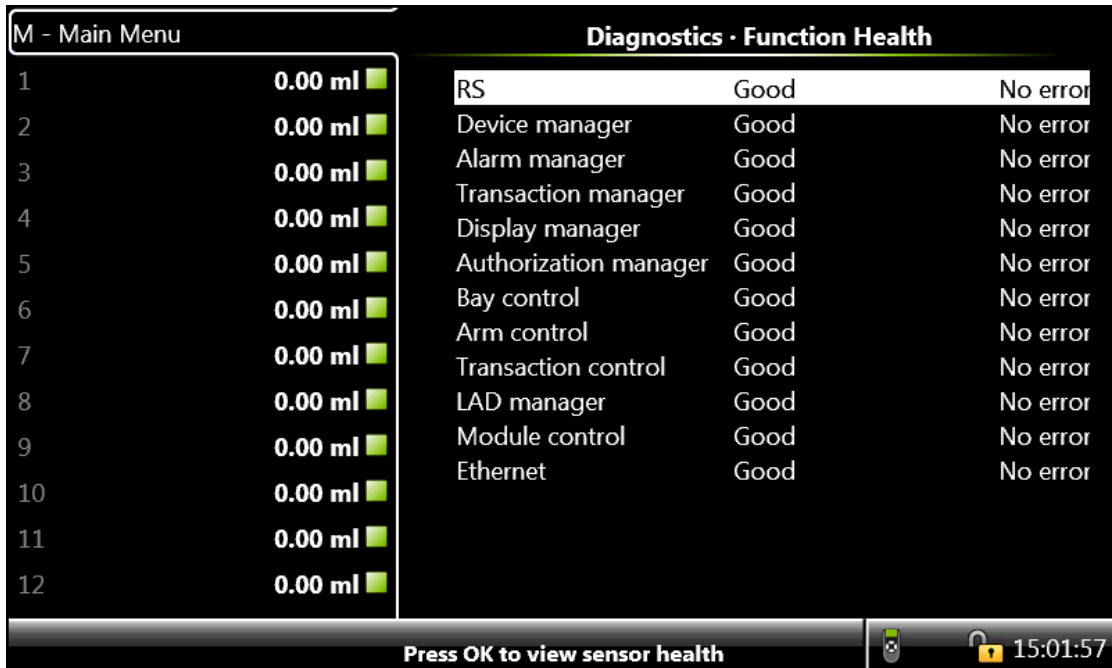 M - Main Menu
Diagnostics · Function Health
1 0.00 ml
2 0.00 ml
3 0.00 ml
4 0.00 ml
5 0.00 ml
6 0.00 ml
7 0.00 ml
8 0.00 ml
9 0.00 ml
10 0.00 ml
11 0.00 ml
12 0.00 ml
RS Good No error
Device manager Good No error
Alarm manager Good No error
Transaction manager Good No error
Display manager Good No error
Authorization manager Good No error
Bay control Good No error
Arm control Good No error
Transaction control Good No error
LAD manager Good No error
Module control Good No error
Ethernet Good No error
Press OK to view sensor health
15:01:57